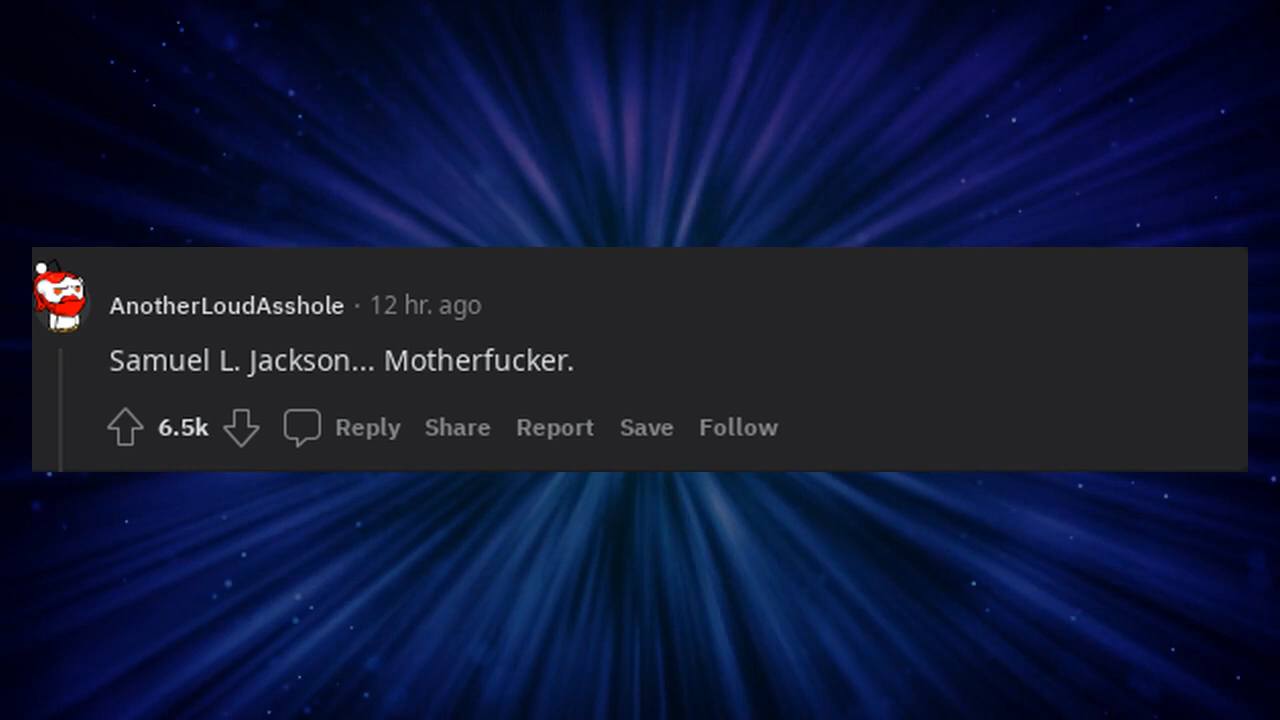 AnotherLoudAsshole · 12 hr. ago
Samuel L. Jackson... Motherfucker.
6.5k Reply Share Report Save Follow